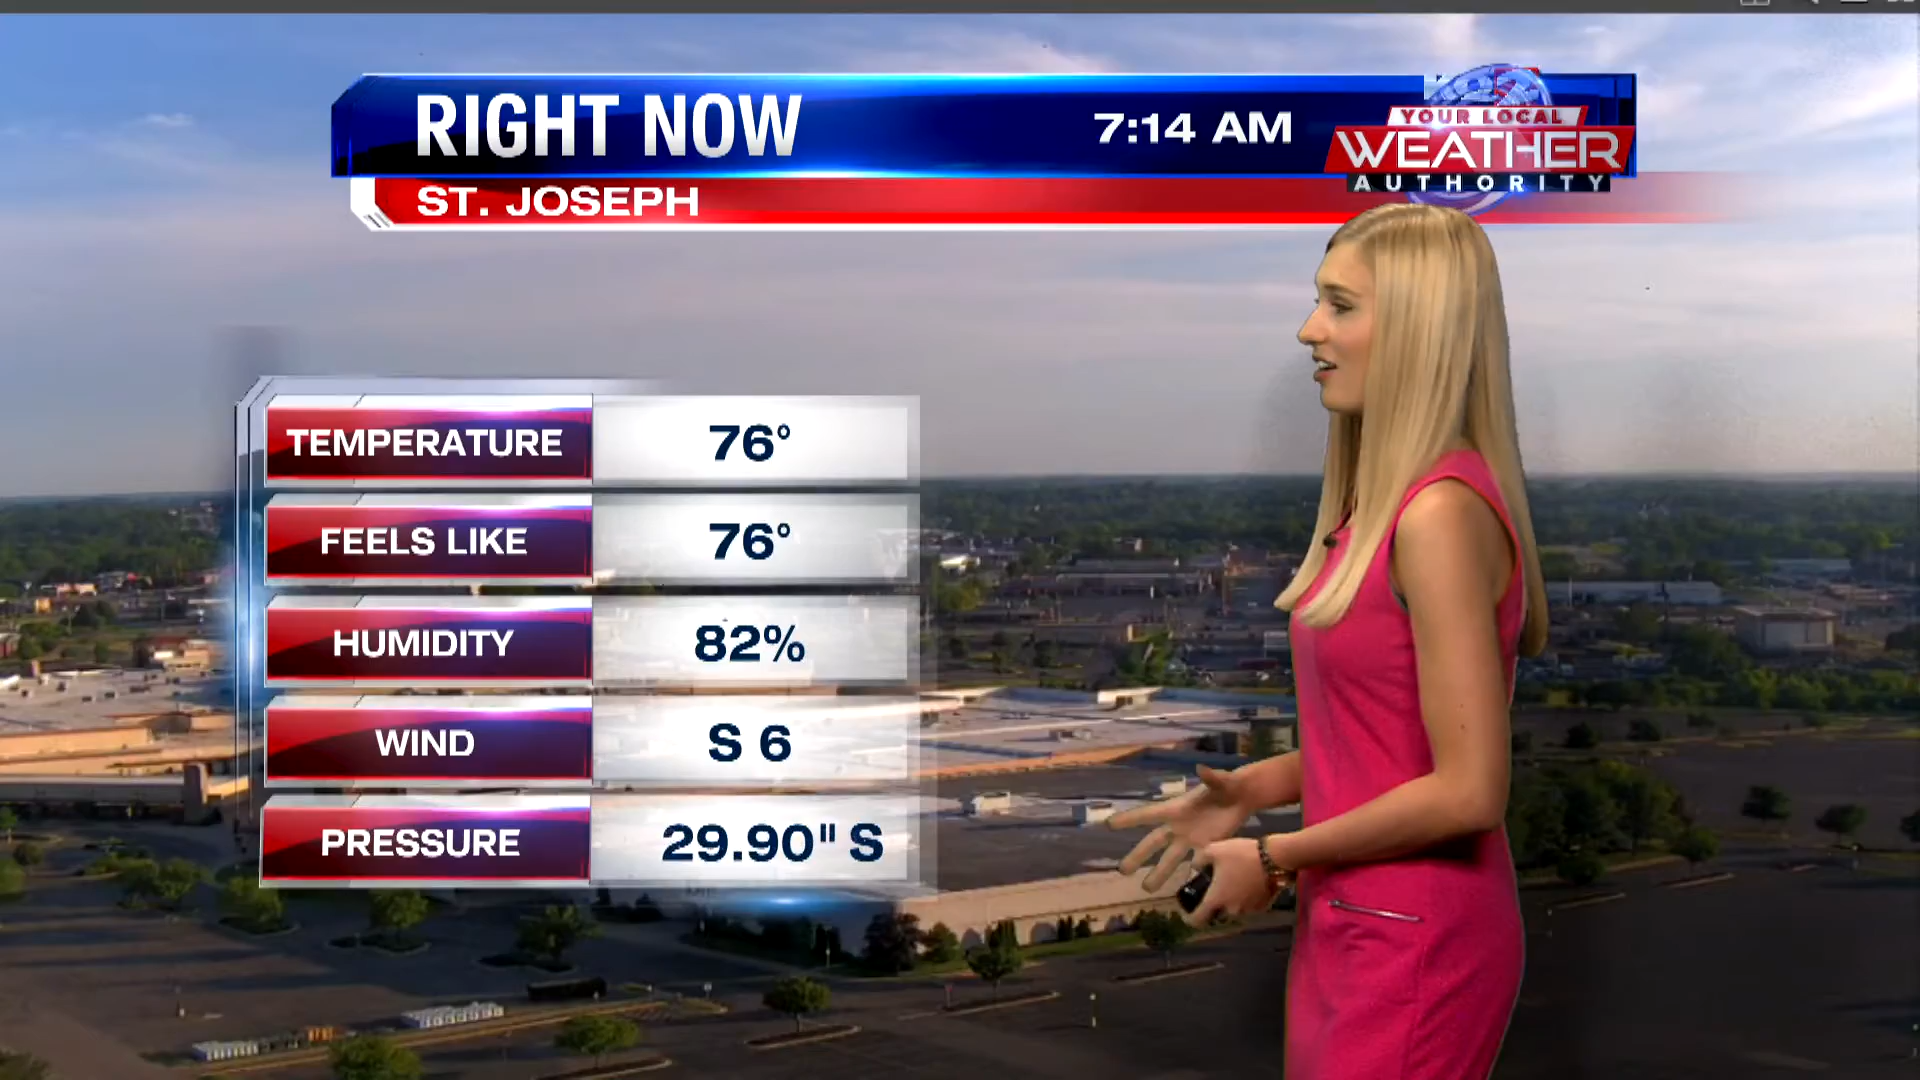 RIGHT NOW
7:14 AM
YOUR LOCAL
WEATHER
AUTHORITY
ST. JOSEPH
TEMPERATURE 76°
FEELS LIKE 76°
HUMIDITY 82%
WIND S 6
PRESSURE 29.90" S